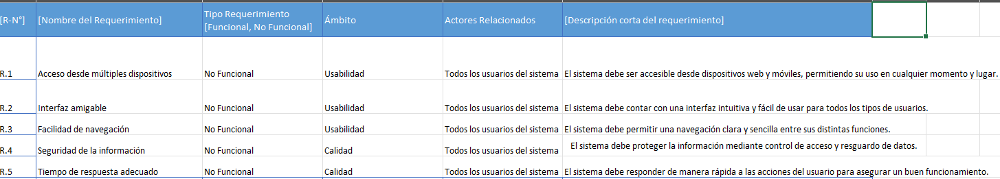 [R-N°] [Nombre del Requerimiento] Tipo Requerimiento [Funcional, No Funcional] Ámbito Actores Relacionados [Descripción corta del requerimiento]
R.1 Acceso desde múltiples dispositivos No Funcional Usabilidad Todos los usuarios del sistema El sistema debe ser accesible desde dispositivos web y móviles, permitiendo su uso en cualquier momento y lugar.
R.2 Interfaz amigable No Funcional Usabilidad Todos los usuarios del sistema El sistema debe contar con una interfaz intuitiva y fácil de usar para todos los tipos de usuarios.
R.3 Facilidad de navegación No Funcional Usabilidad Todos los usuarios del sistema El sistema debe permitir una navegación clara y sencilla entre sus distintas funciones.
R.4 Seguridad de la información No Funcional Calidad Todos los usuarios del sistema El sistema debe proteger la información mediante control de acceso y resguardo de datos.
R.5 Tiempo de respuesta adecuado No Funcional Calidad Todos los usuarios del sistema El sistema debe responder de manera rápida a las acciones del usuario para asegurar un buen funcionamiento.